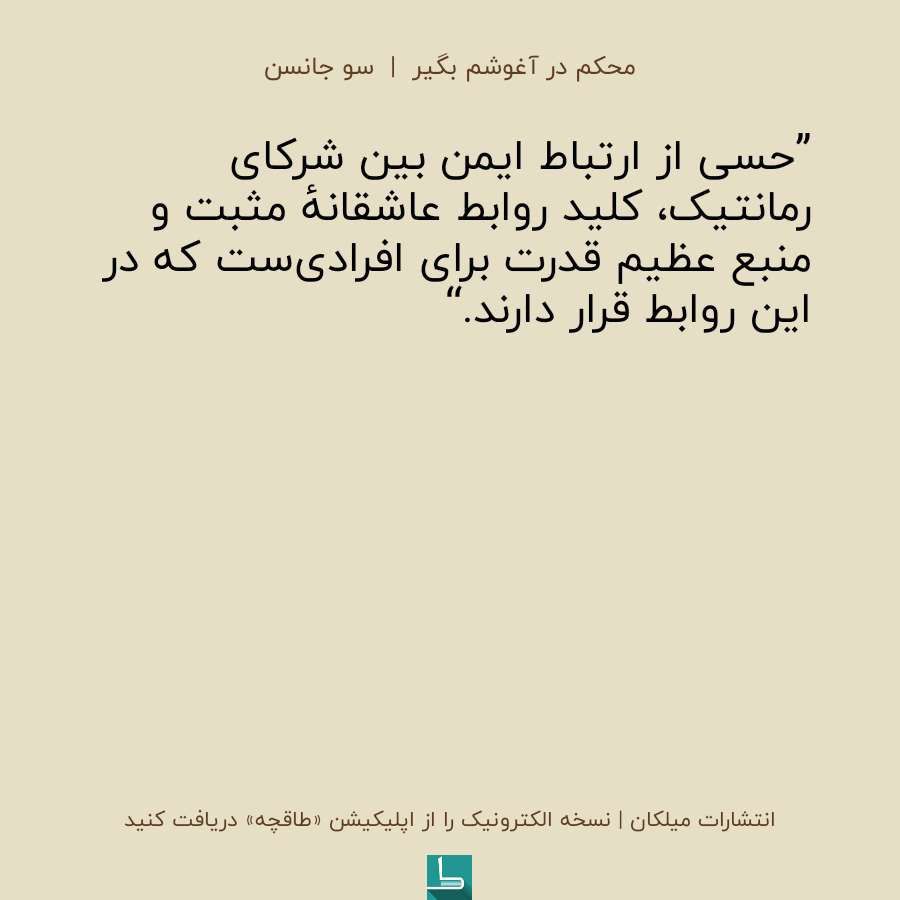 محکم در آغوشم بگیر | سو جانسن
”حسی از ارتباط ایمن بین شرکای
رمانتیک، کلید روابط عاشقانهٔ مثبت و
منبع عظیم قدرت برای افرادی‌ست که در
این روابط قرار دارند.“
انتشارات میلکان | نسخه الکترونیک را از اپلیکیشن «طاقچه» دریافت کنید